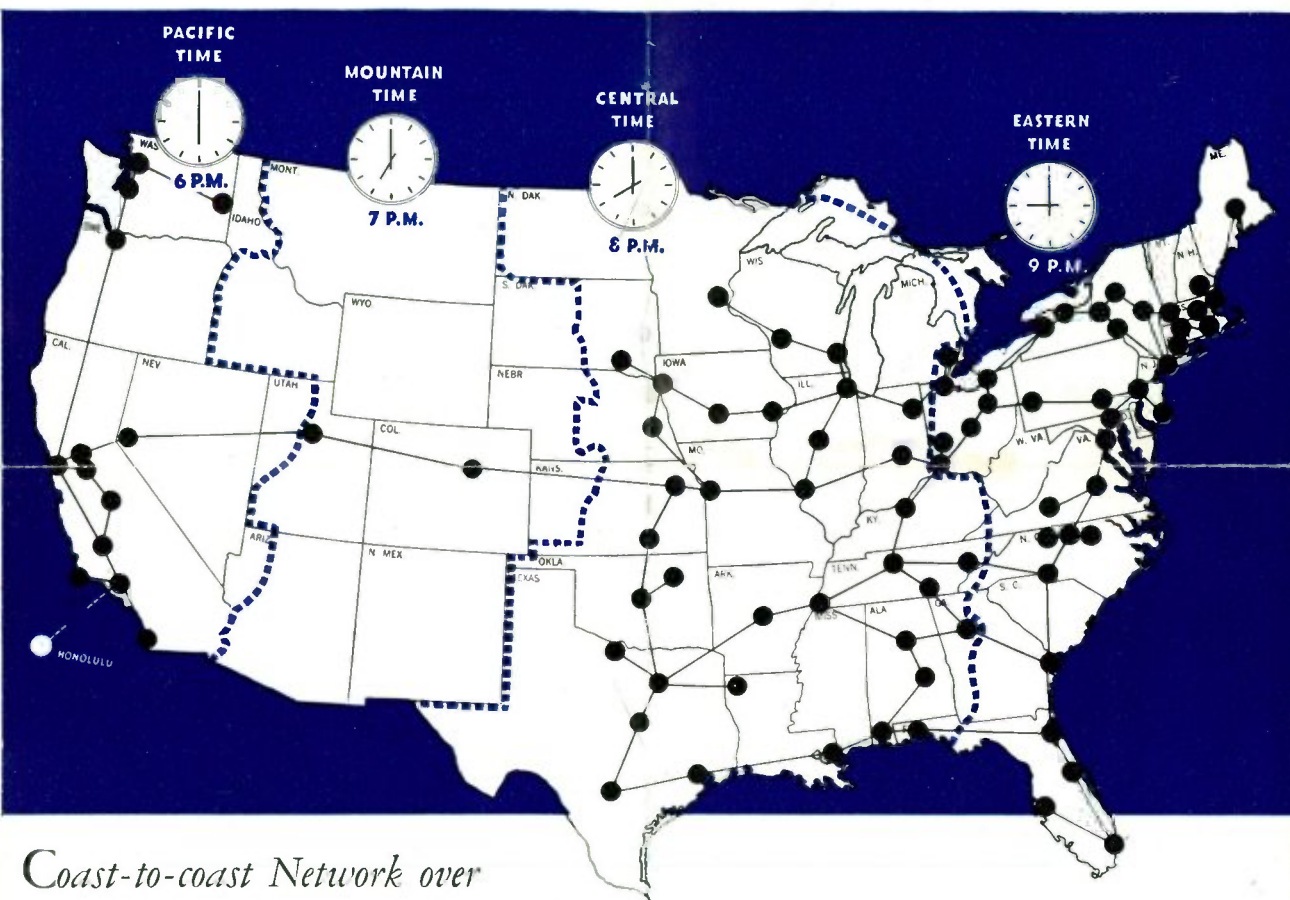 PACIFIC
TIME
MOUNTAIN
TIME
CENTRAL
TIME
EASTERN
TIME
6 P.M.
7 P.M.
8 P.M.
9 P.M.
WAS
MONT.
N. DAK
ME.
IDAHO
N.H.
WIS
MICH.
S. DAK
WYO.
CAL.
NEV
IOWA
NEBR
UTAH
ILL.
N.J.
COL.
W. VA.
VA.
MO.
KANS.
KY.
ARIZ
N. MEX
OKLA
N.
TENN.
ARK.
EXAS
S. C.
MISS
ALA
GA.
HONOLULU
Coast-to-coast Network over